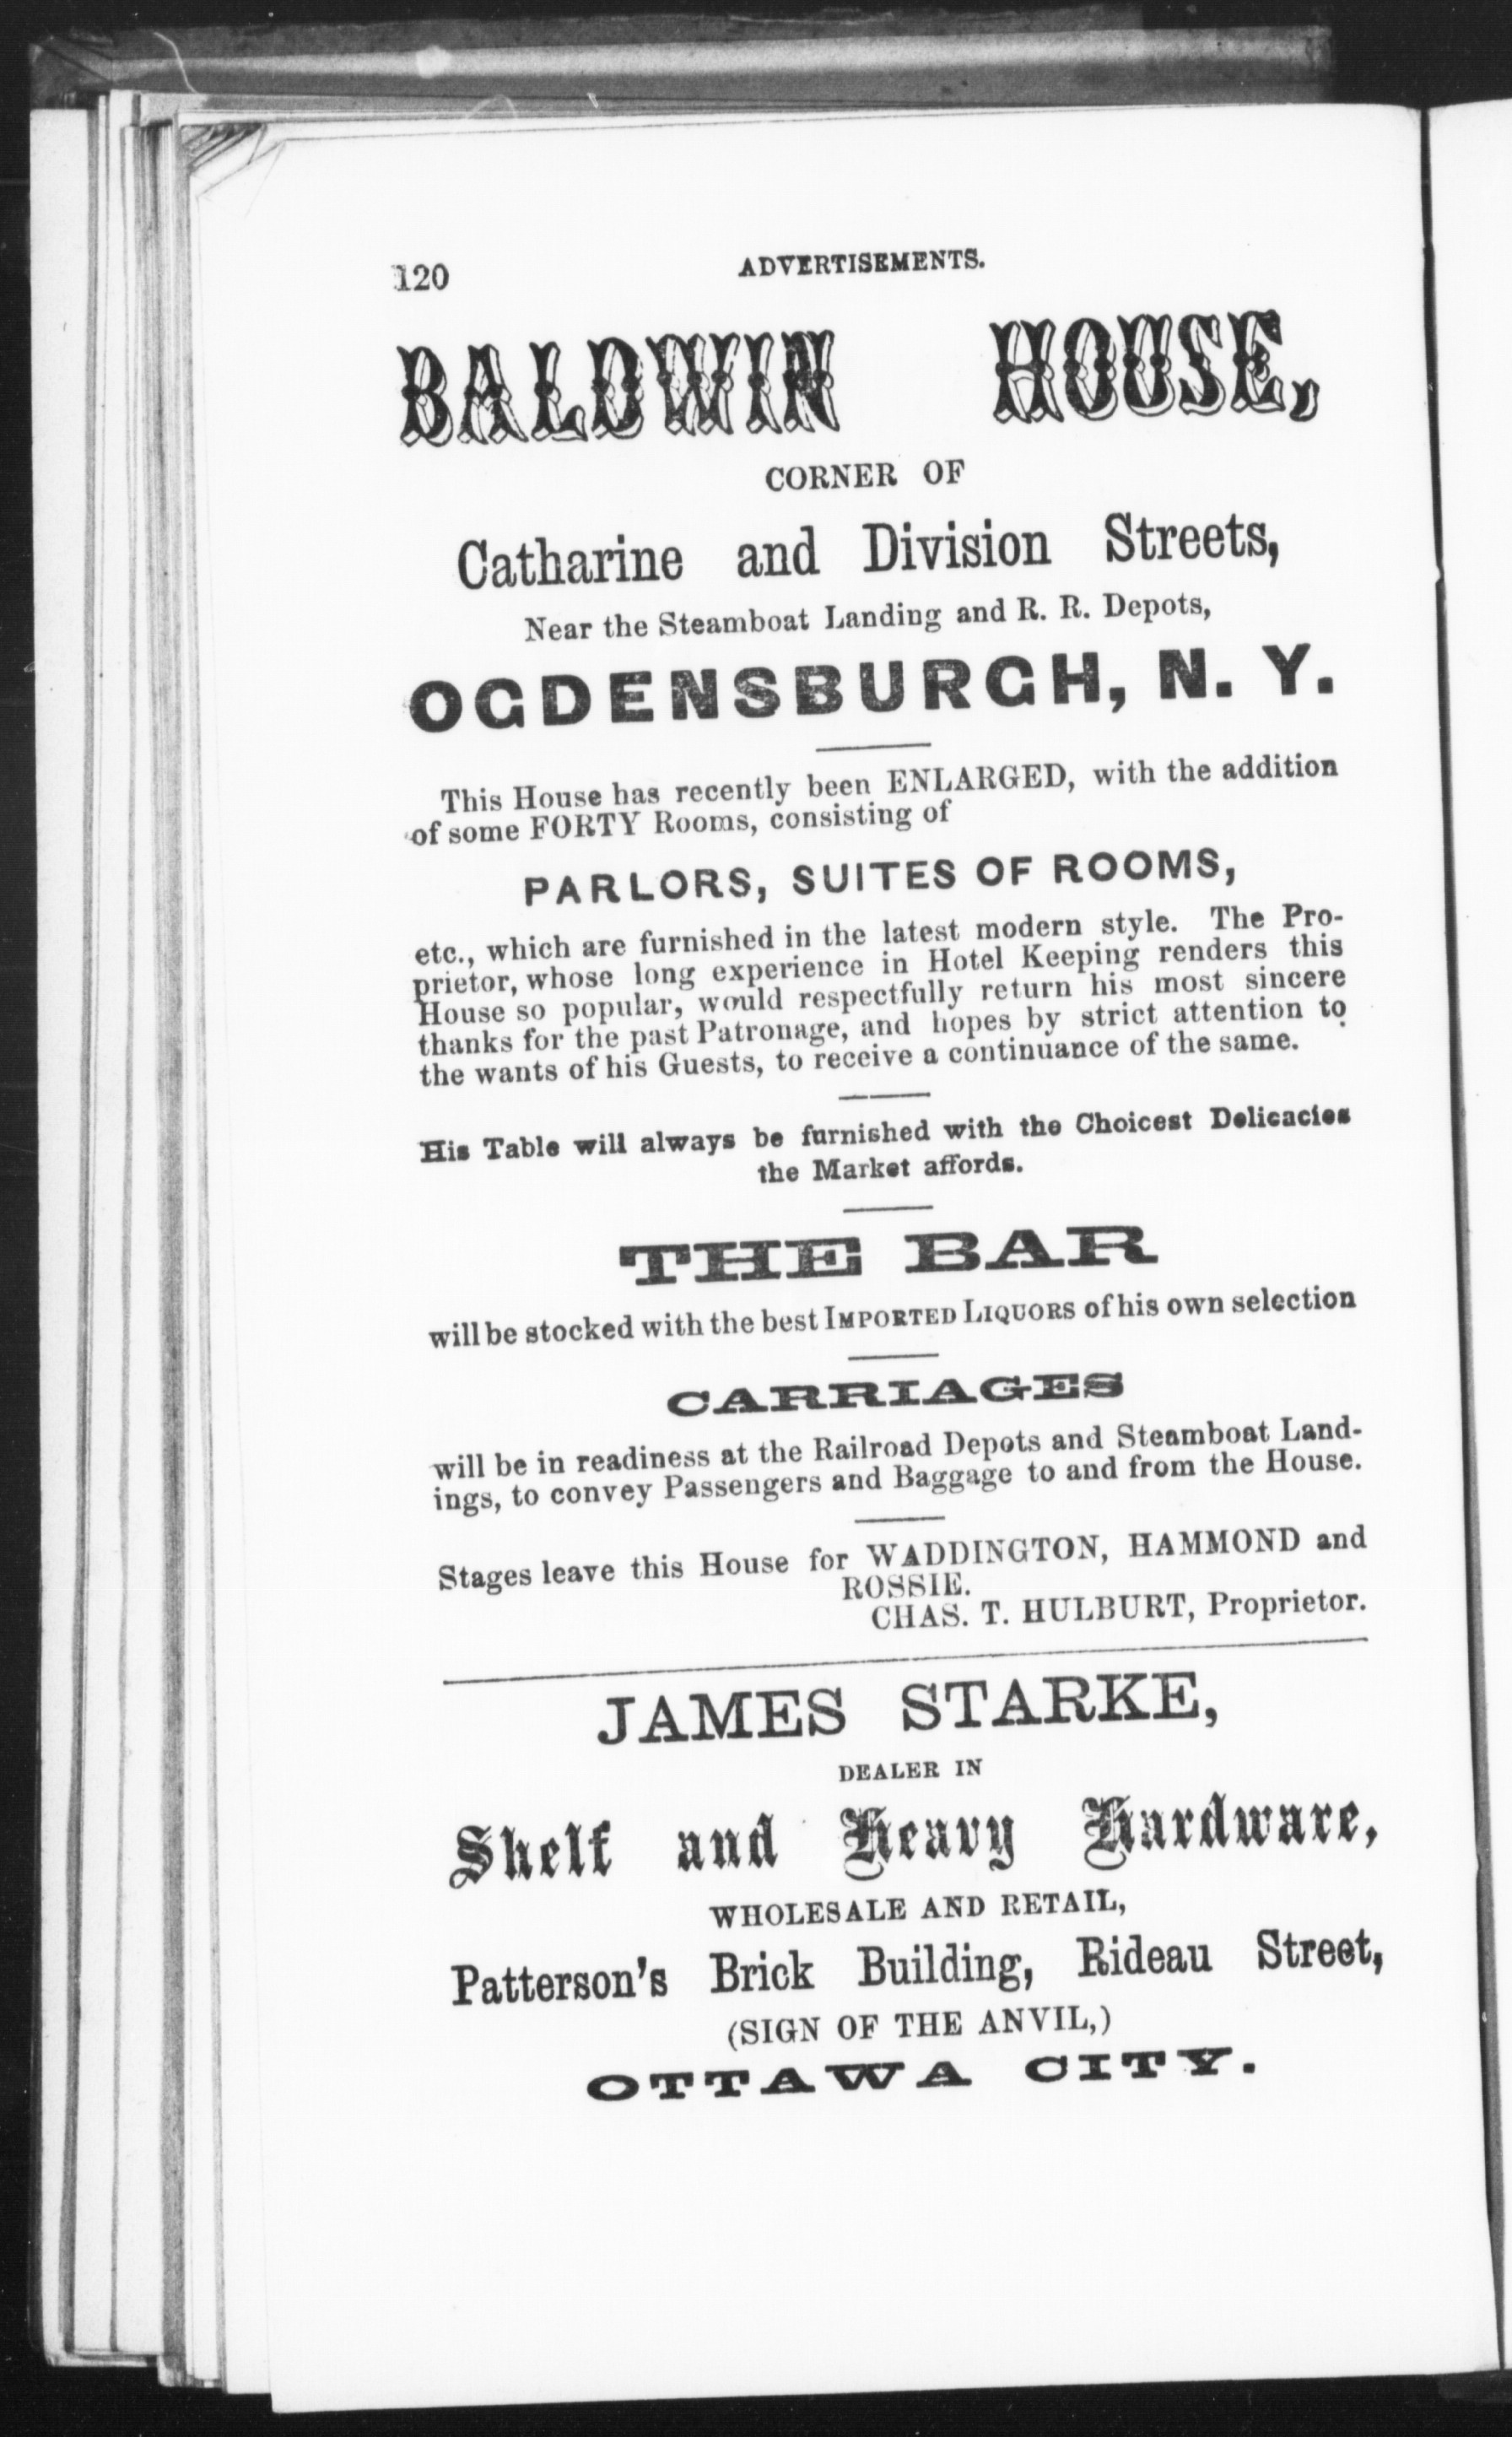 120
ADVERTISEMENTS.
BALDWIN HOUSE,
CORNER OF
Catharine and Division Streets,
Near the Steamboat Landing and R. R. Depots,
OGDENSBURGH, N. Y.
This House has recently been ENLARGED, with the addition
of some FORTY Rooms, consisting of
PARLORS, SUITES OF ROOMS,
etc., which are furnished in the latest modern style. The Pro-
prietor, whose long experience in Hotel Keeping renders this
House so popular, would respectfully return his most sincere
thanks for the past Patronage, and hopes by strict attention to
the wants of his Guests, to receive a continuance of the same.
His Table will always be furnished with the Choicest Delicacies
the Market affords.
THE BAR
will be stocked with the best IMPORTED LIQUORS of his own selection
CARRIAGES
will be in readiness at the Railroad Depots and Steamboat Land-
ings, to convey Passengers and Baggage to and from the House.
Stages leave this House for WADDINGTON, HAMMOND and
ROSSIE.
CHAS. T. HULBURT, Proprietor.
JAMES STARKE,
DEALER IN
Shelf and Heavy Hardware,
WHOLESALE AND RETAIL,
Patterson's Brick Building, Rideau Street,
(SIGN OF THE ANVIL,)
OTTAWA CITY.